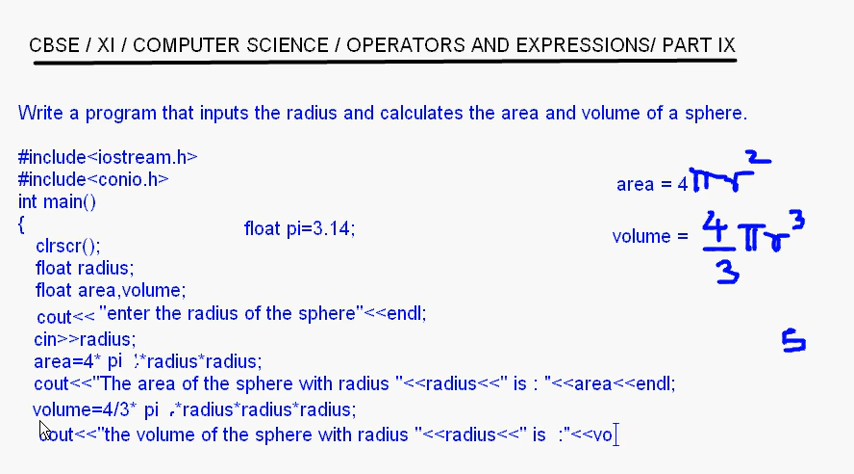 CBSE / XI / COMPUTER SCIENCE / OPERATORS AND EXPRESSIONS/ PART IX
Write a program that inputs the radius and calculates the area and volume of a sphere.
#include<iostream.h>
#include<conio.h>
int main()
{
float pi=3.14;
clrscr();
float radius;
float area,volume;
cout<< "enter the radius of the sphere"<<endl;
cin>>radius;
area=4* pi *radius*radius;
cout<<"The area of the sphere with radius "<<radius<<" is : "<<area<<endl;
volume=4/3* pi *radius*radius*radius;
cout<<"the volume of the sphere with radius "<<radius<<" is :"<<vo
area = 4πr²
volume = 4/3 πr³
5